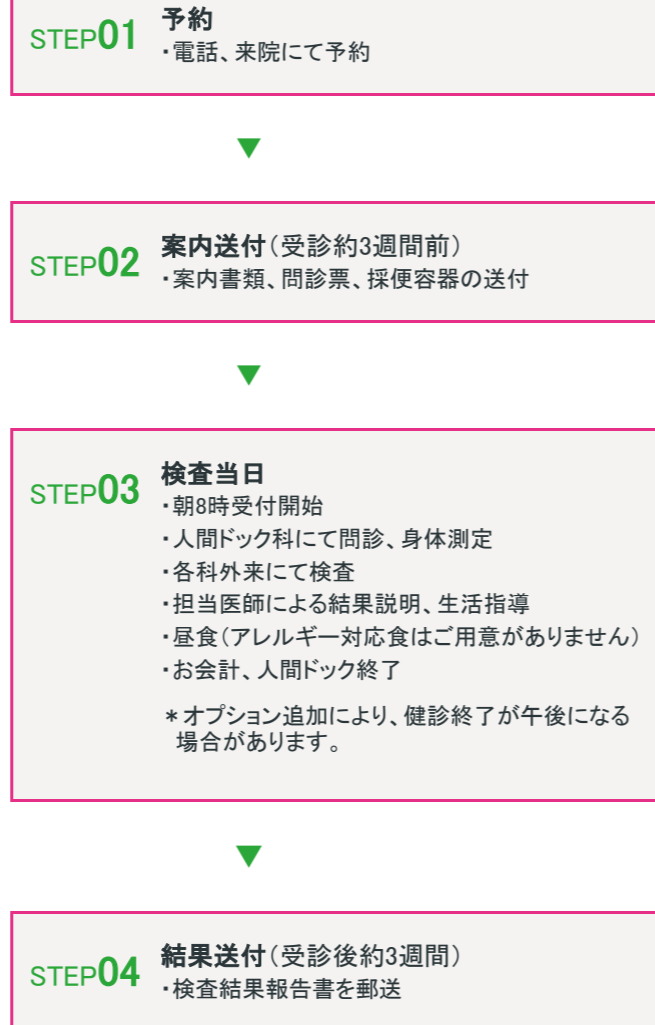 予約
STEP01
・電話、来院にて予約
▼
案内送付（受診約3週間前）
STEP02
・案内書類、問診票、採便容器の送付
▼
検査当日
STEP03
・朝8時受付開始
・人間ドック科にて問診、身体測定
・各科外来にて検査
・担当医師による結果説明、生活指導
・昼食（アレルギー対応食はご用意がありません）
・お会計、人間ドック終了
＊オプション追加により、健診終了が午後になる
場合があります。
▼
結果送付（受診後約3週間）
STEP04
・検査結果報告書を郵送